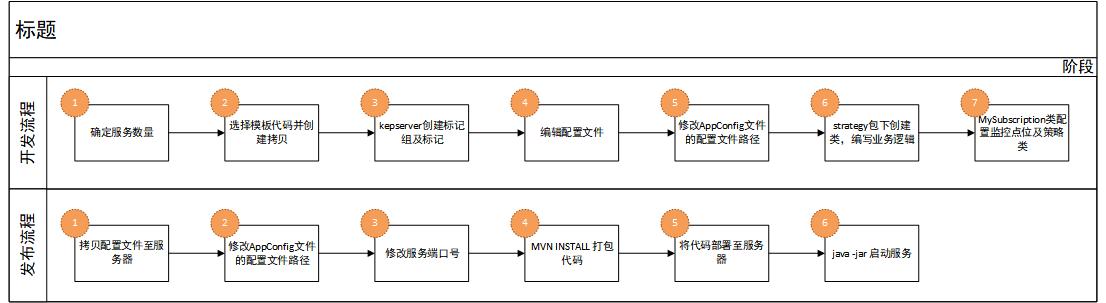 标题
阶段
开发流程
1
确定服务数量
2
选择模板代码并创
建拷贝
3
kepserver创建标记
组及标记
4
编辑配置文件
5
修改AppConfig文件
的配置文件路径
6
strategy包下创建
类，编写业务逻辑
7
MySubscription类配
置监控点位及策略
类
发布流程
1
拷贝配置文件至服
务器
2
修改AppConfig文件
的配置文件路径
3
修改服务端口号
4
MVN INSTALL 打包
代码
5
将代码部署至服务
器
6
java -jar 启动服务